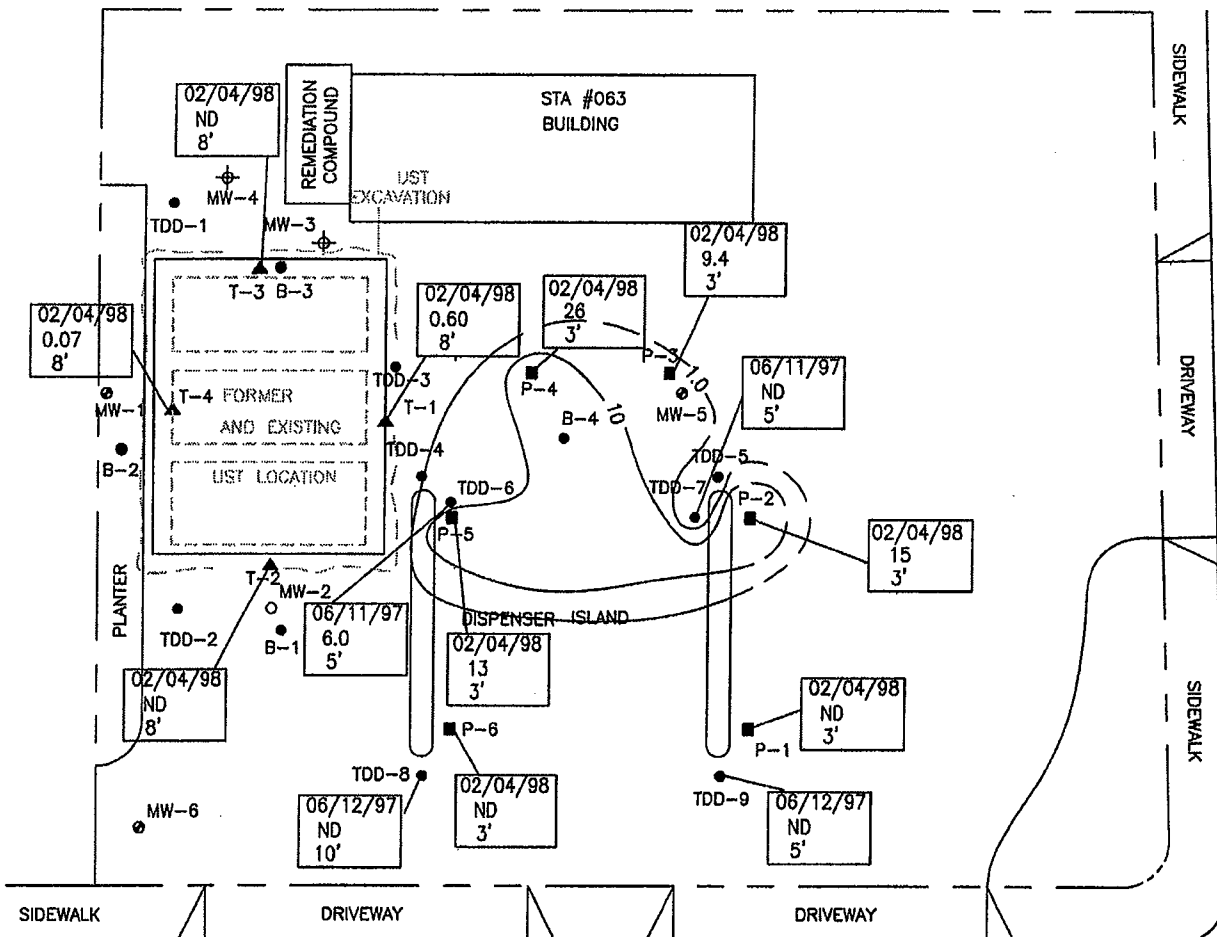 SIDEWALK
STA #063
BUILDING
REMEDIATION
COMPOUND
02/04/98
ND
8'
UST
EXCAVATION
MW-4
TDD-1
MW-3
02/04/98
9.4
3'
T-3
B-3
02/04/98
0.60
8'
02/04/98
26
3'
02/04/98
0.07
8'
P-3
1.0
06/11/97
ND
5'
DRIVEWAY
TDD-3
P-4
10
MW-5
MW-1
T-4
FORMER
T-1
AND EXISTING
B-4
B-2
TDD-4
TDD-5
UST LOCATION
TDD-6
TDD-7
P-2
P-5
02/04/98
15
3'
T-2
MW-2
PLANTER
TDD-2
B-1
06/11/97
6.0
5'
DISPENSER ISLAND
02/04/98
13
3'
02/04/98
ND
8'
SIDEWALK
02/04/98
ND
3'
P-6
P-1
TDD-8
02/04/98
ND
3'
TDD-9
06/12/97
ND
10'
06/12/97
ND
5'
MW-6
SIDEWALK
DRIVEWAY
DRIVEWAY